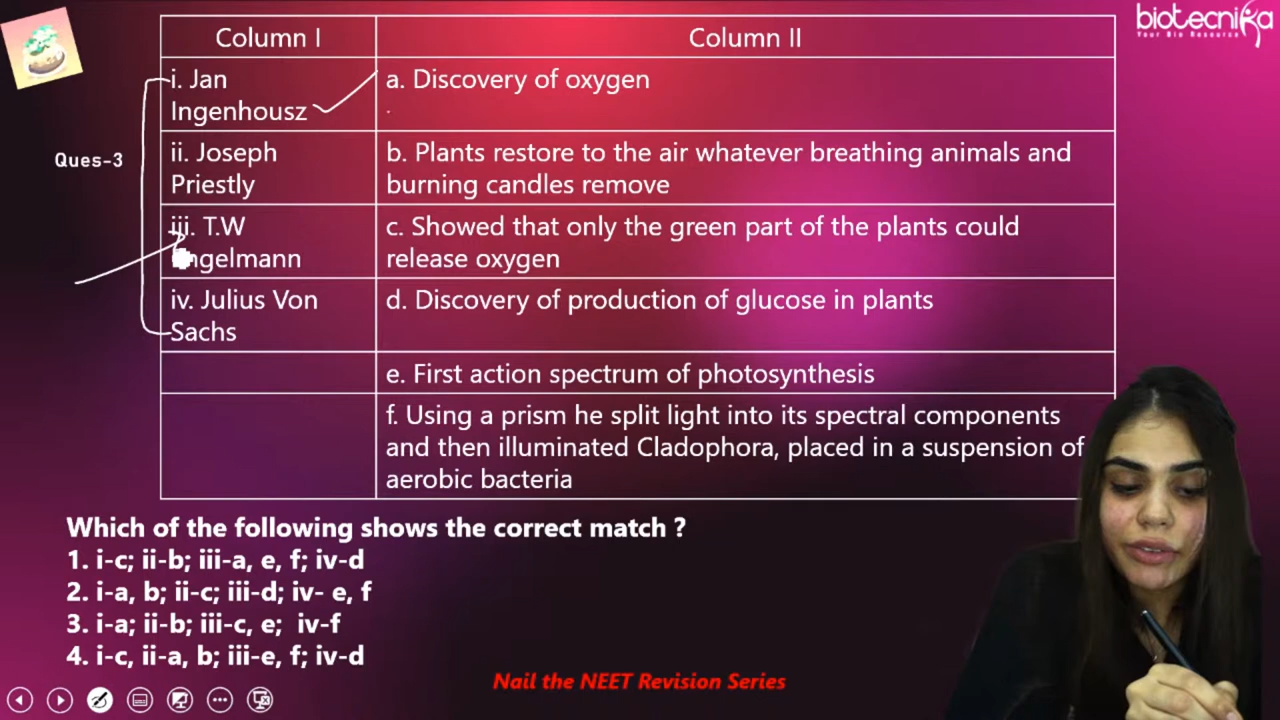 biotecnika
Your Bio Resource
Column I
Column II
i. Jan
Ingenhousz
a. Discovery of oxygen
Ques-3
ii. Joseph
Priestly
b. Plants restore to the air whatever breathing animals and
burning candles remove
iii. T.W
Engelmann
c. Showed that only the green part of the plants could
release oxygen
iv. Julius Von
Sachs
d. Discovery of production of glucose in plants
e. First action spectrum of photosynthesis
f. Using a prism he split light into its spectral components
and then illuminated Cladophora, placed in a suspension of
aerobic bacteria
Which of the following shows the correct match ?
1. i-c; ii-b; iii-a, e, f; iv-d
2. i-a, b; ii-c; iii-d; iv- e, f
3. i-a; ii-b; iii-c, e; iv-f
4. i-c, ii-a, b; iii-e, f; iv-d
Nail the NEET Revision Series